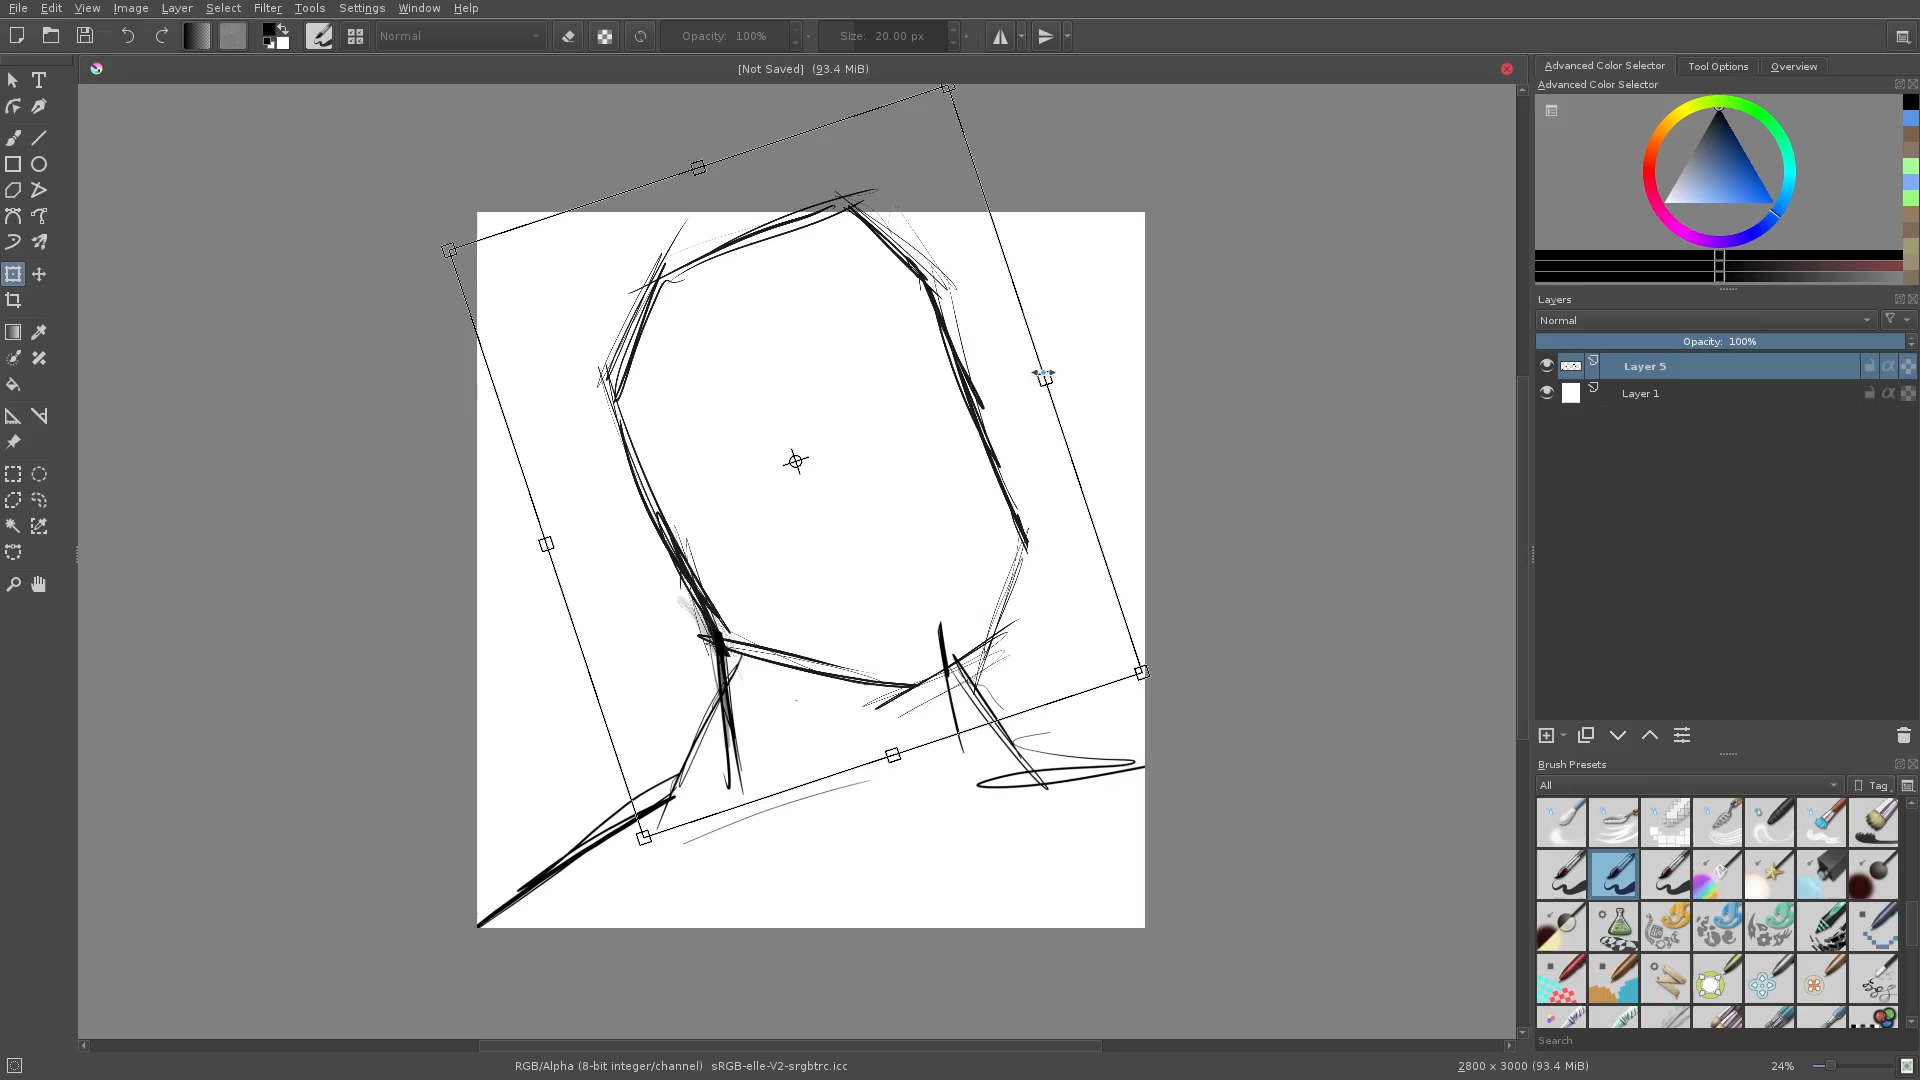 File Edit View Image Layer Select Filter Tools Settings Window Help
Normal Opacity: 100% Size: 20.00 px
[Not Saved] (93.4 MiB)
Advanced Color Selector Tool Options Overview
Advanced Color Selector
Layers
Normal
Opacity: 100%
Layer 5
Layer 1
Brush Presets
All Tag
Search
RGB/Alpha (8-bit integer/channel) sRGB-elle-V2-srgbtrc.icc 2800 x 3000 (93.4 MiB) 24%